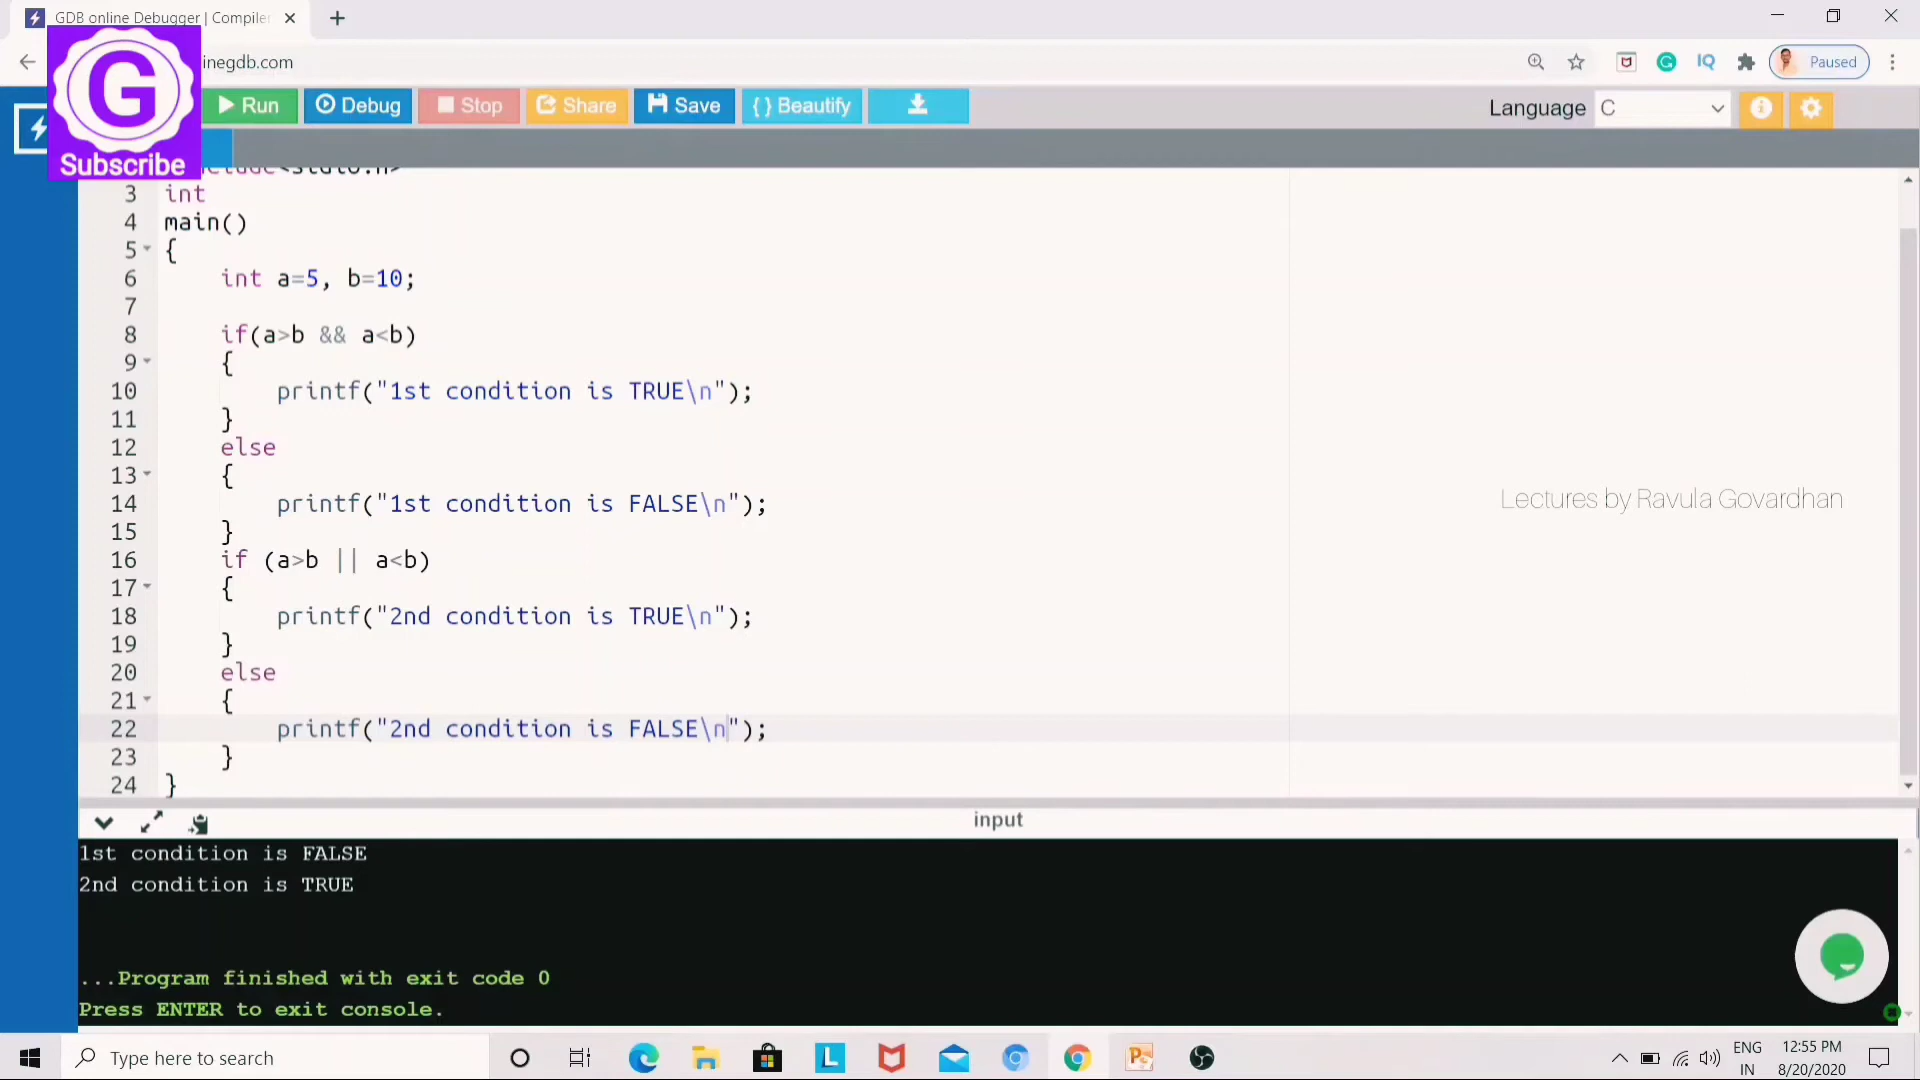 GDB online Debugger | Compiler
inegdb.com
Paused
G
Subscribe
Run
Debug
Stop
Share
Save
{ } Beautify
Language
C
3 int
4 main()
5 {
6 int a=5, b=10;
7
8 if(a>b && a<b)
9 {
10 printf("1st condition is TRUE\n");
11 }
12 else
13 {
14 printf("1st condition is FALSE\n");
15 }
16 if (a>b || a<b)
17 {
18 printf("2nd condition is TRUE\n");
19 }
20 else
21 {
22 printf("2nd condition is FALSE\n");
23 }
24 }
Lectures by Ravula Govardhan
input
1st condition is FALSE
2nd condition is TRUE
...Program finished with exit code 0
Press ENTER to exit console.
Type here to search
ENG
IN
12:55 PM
8/20/2020